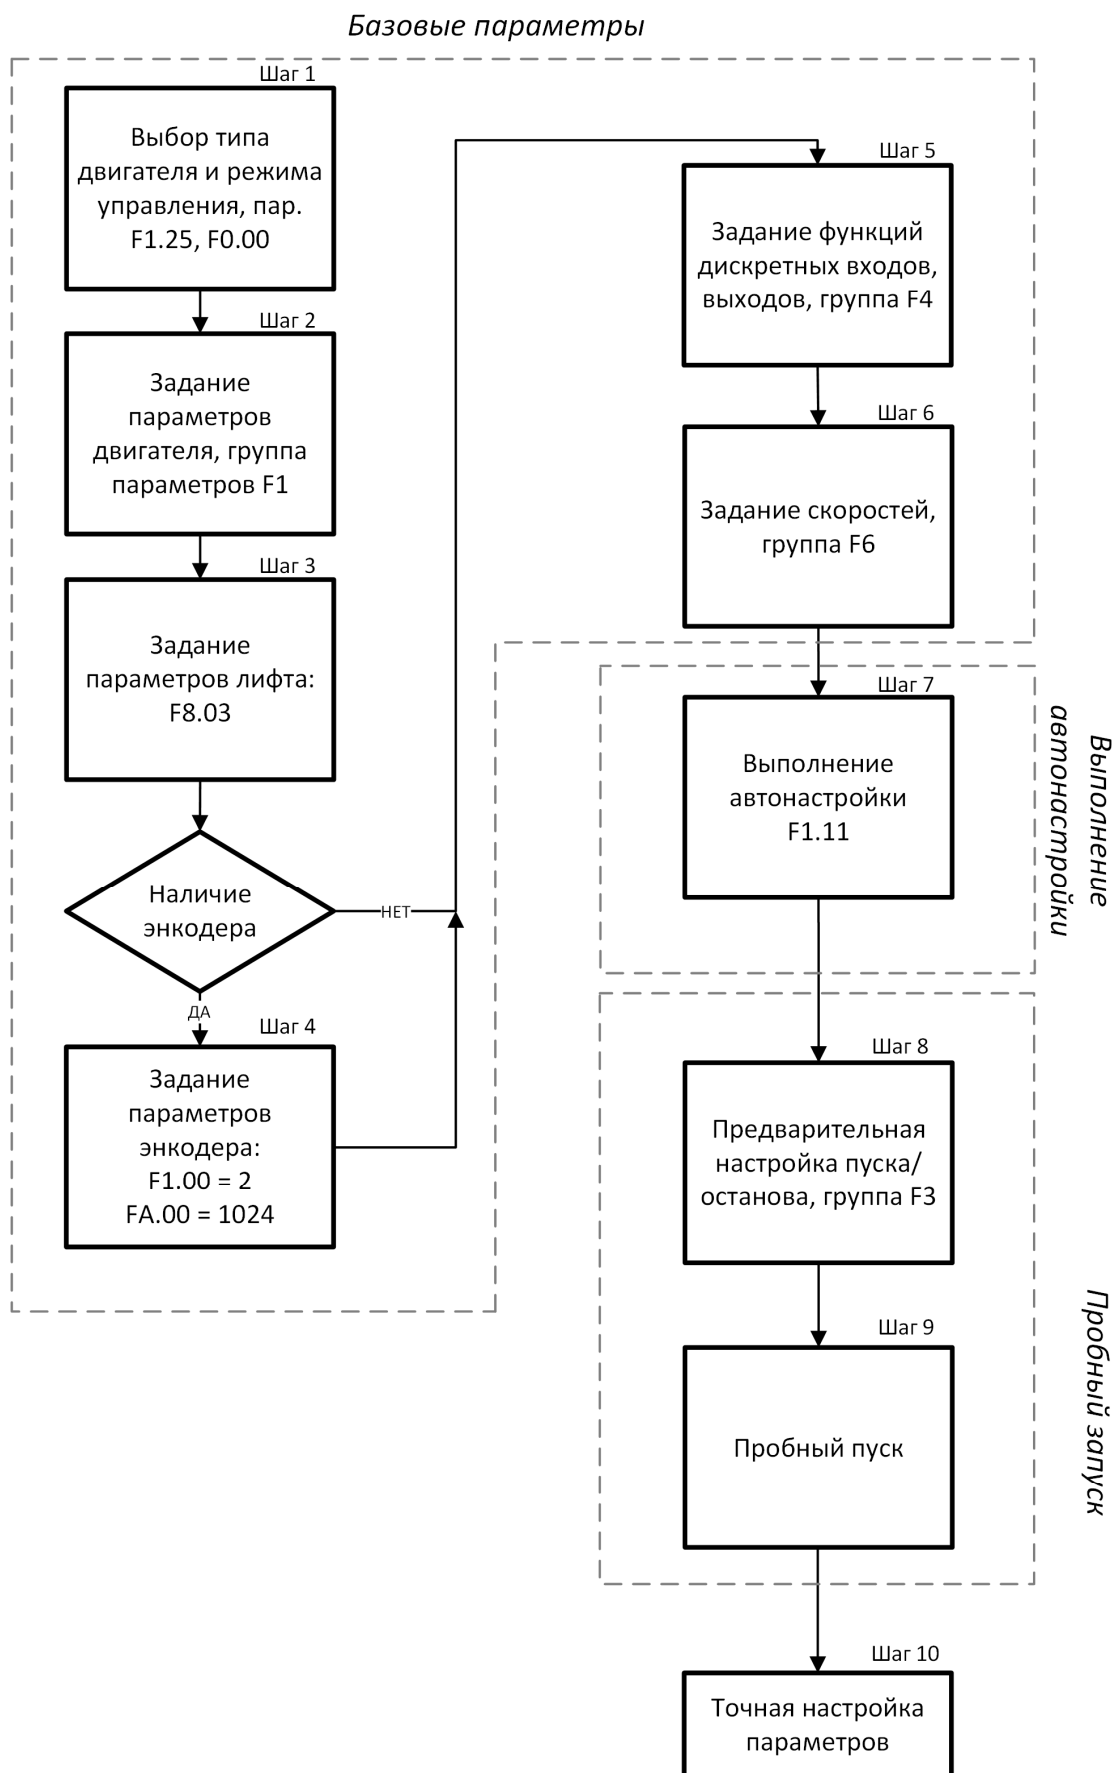 Базовые параметры
Шаг 1
Выбор типа
двигателя и режима
управления, пар.
F1.25, F0.00
Шаг 2
Задание
параметров
двигателя, группа
параметров F1
Шаг 3
Задание
параметров лифта:
F8.03
Наличие
энкодера
НЕТ
ДА
Шаг 4
Задание
параметров
энкодера:
F1.00 = 2
FA.00 = 1024
Шаг 5
Задание функций
дискретных входов,
выходов, группа F4
Шаг 6
Задание скоростей,
группа F6
Шаг 7
Выполнение
автонастройки
F1.11
Выполнение
автонастройки
Шаг 8
Предварительная
настройка пуска/
останова, группа F3
Шаг 9
Пробный пуск
Пробный запуск
Шаг 10
Точная настройка
параметров